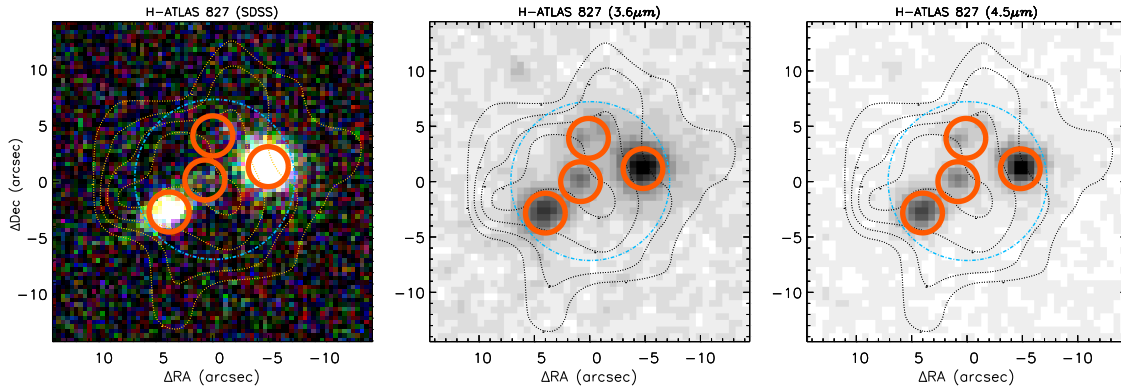 H-ATLAS 827 (SDSS)
H-ATLAS 827 (3.6μm)
H-ATLAS 827 (4.5μm)
ΔDec (arcsec)
10
5
0
−5
−10
10
5
0
−5
−10
10
5
0
−5
−10
10 5 0 −5 −10
10 5 0 −5 −10
10 5 0 −5 −10
ΔRA (arcsec)
ΔRA (arcsec)
ΔRA (arcsec)